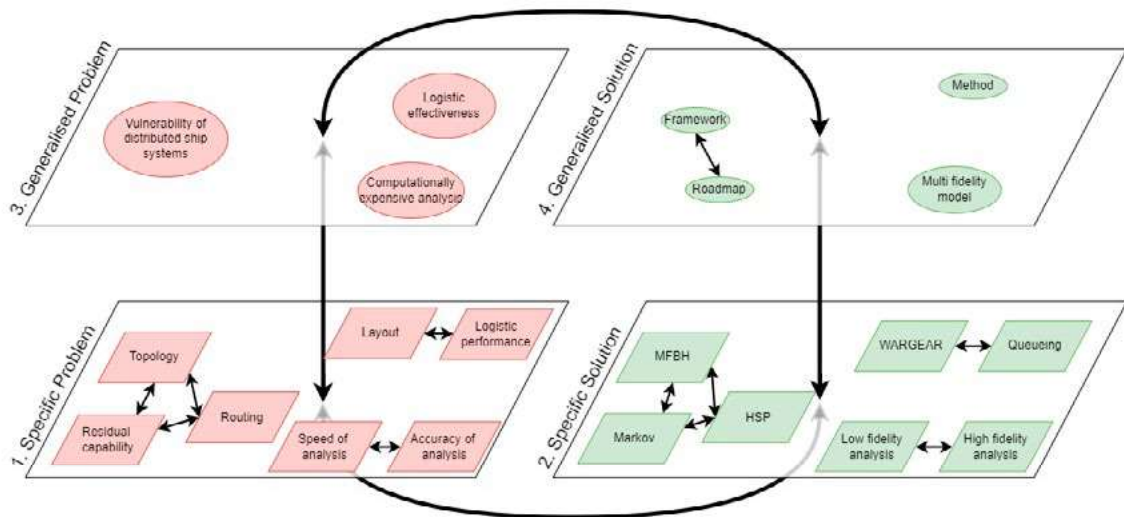 3. Generalised Problem
Vulnerability of
distributed ship
systems
Logistic
effectiveness
Computationally
expensive analysis
4. Generalised Solution
Framework
Roadmap
Method
Multi fidelity
model
1. Specific Problem
Topology
Residual
capability
Routing
Layout
Logistic
performance
Speed of
analysis
Accuracy of
analysis
2. Specific Solution
MFBH
Markov
HSP
WARGEAR
Queueing
Low fidelity
analysis
High fidelity
analysis